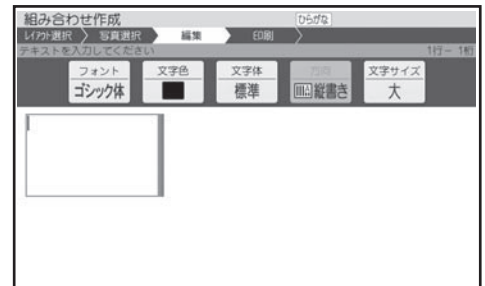 組み合わせ作成 ひらがな
ﾚｲｱｳﾄ選択 写真選択 編集 印刷
テキストを入力してください 1行－ 1桁
フォント 文字色 文字体 方向 文字サイズ
ゴシック体 標準 縦書き 大